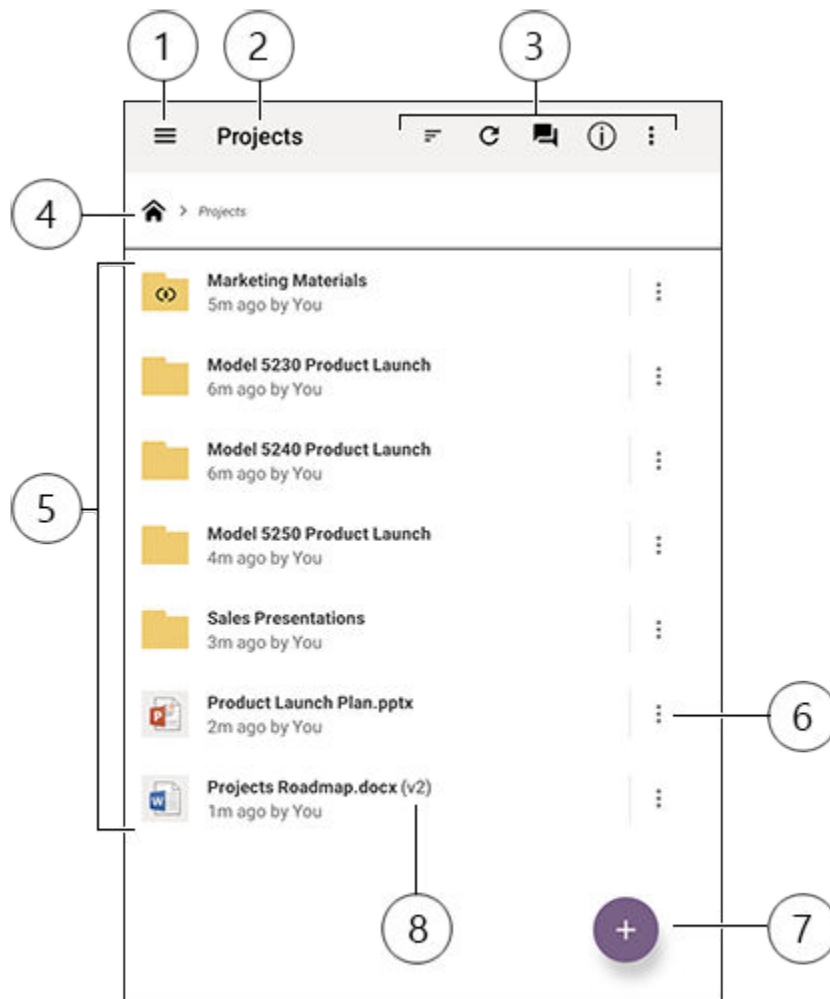 1 2 3
Projects
4
Projects
Marketing Materials
5m ago by You
Model 5230 Product Launch
6m ago by You
Model 5240 Product Launch
6m ago by You
5
Model 5250 Product Launch
4m ago by You
Sales Presentations
3m ago by You
Product Launch Plan.pptx
2m ago by You
6
Projects Roadmap.docx (v2)
1m ago by You
8
7